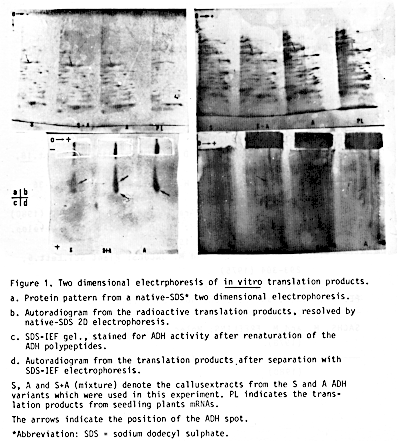 o → +
S S+A A PL
S S+A A PL
o → +
a|b
c|d
S S+A A
A
Figure 1. Two dimensional electrphoresis of in vitro translation products.
a. Protein pattern from a native-SDS* two dimensional electrophoresis.
b. Autoradiogram from the radioactive translation products, resolved by
native-SDS 2D electophoresis.
c. SDS-IEF gel., stained for ADH activity after renaturation of the
ADH polypeptides.
d. Autoradiogram from the translation products after separation with
SDS-IEF electrophoresis.
S, A and S+A (mixture) denote the callusextracts from the S and A ADH
variants which were used in this experiment. PL indicates the trans-
lation products from seedling plants mRNAs.
The arrows indicate the position of the ADH spot.
*Abbreviation: SDS = sodium dodecyl sulphate.